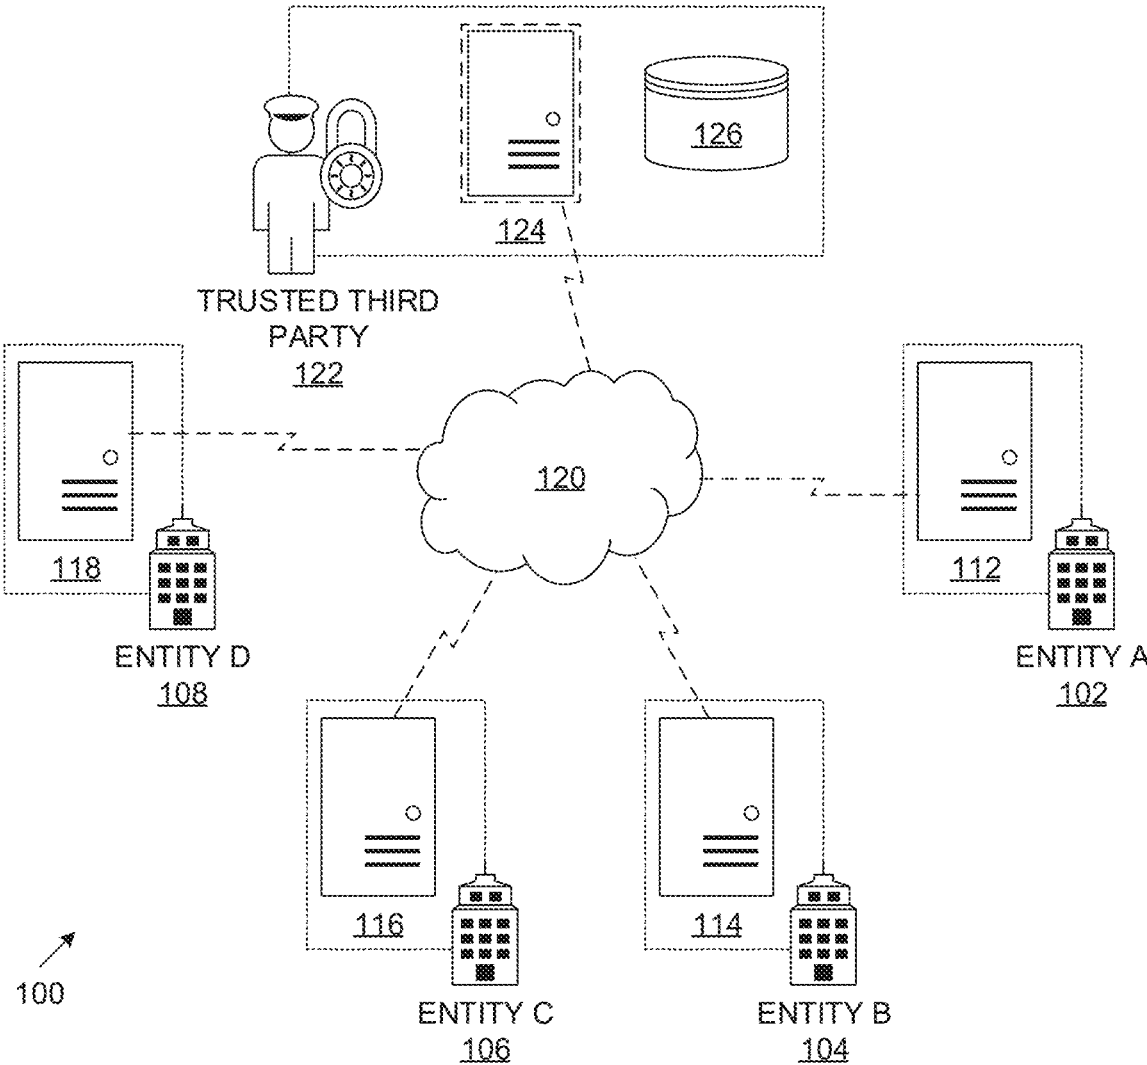 126
124
TRUSTED THIRD
PARTY
122
120
118
112
ENTITY D
108
ENTITY A
102
116
114
100
ENTITY C
106
ENTITY B
104